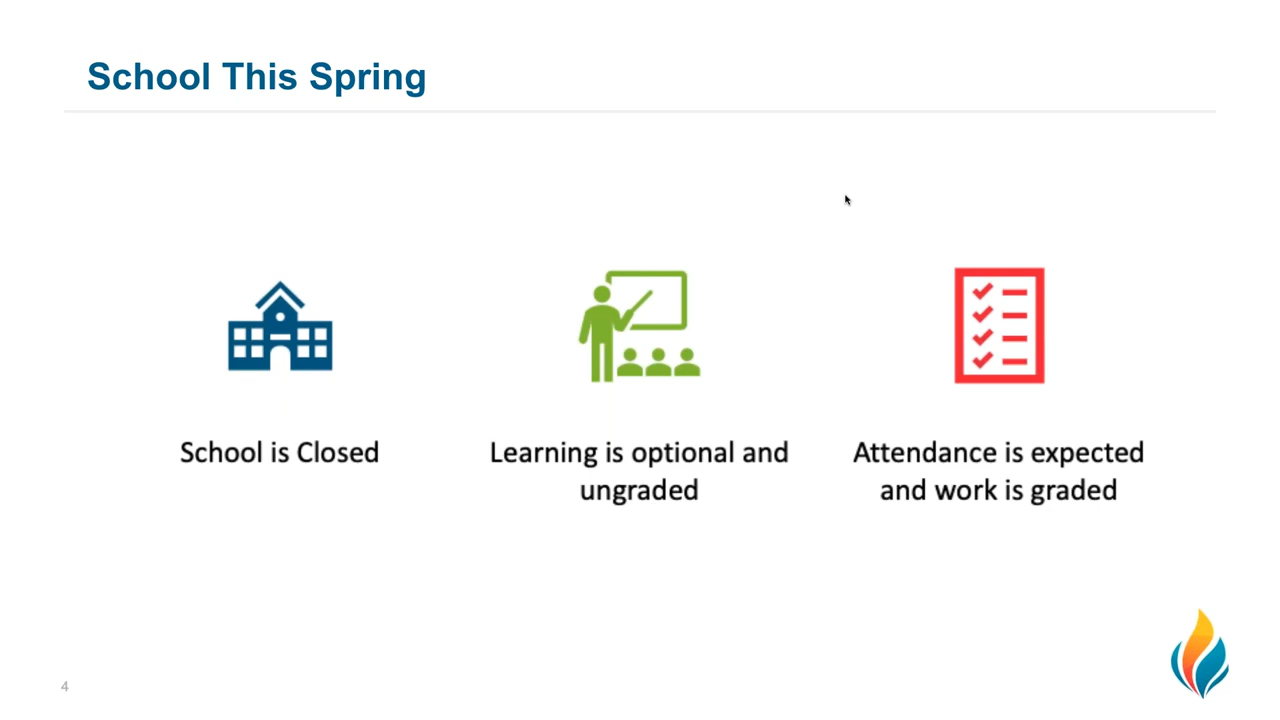 School This Spring
School is Closed
Learning is optional and
ungraded
Attendance is expected
and work is graded
4